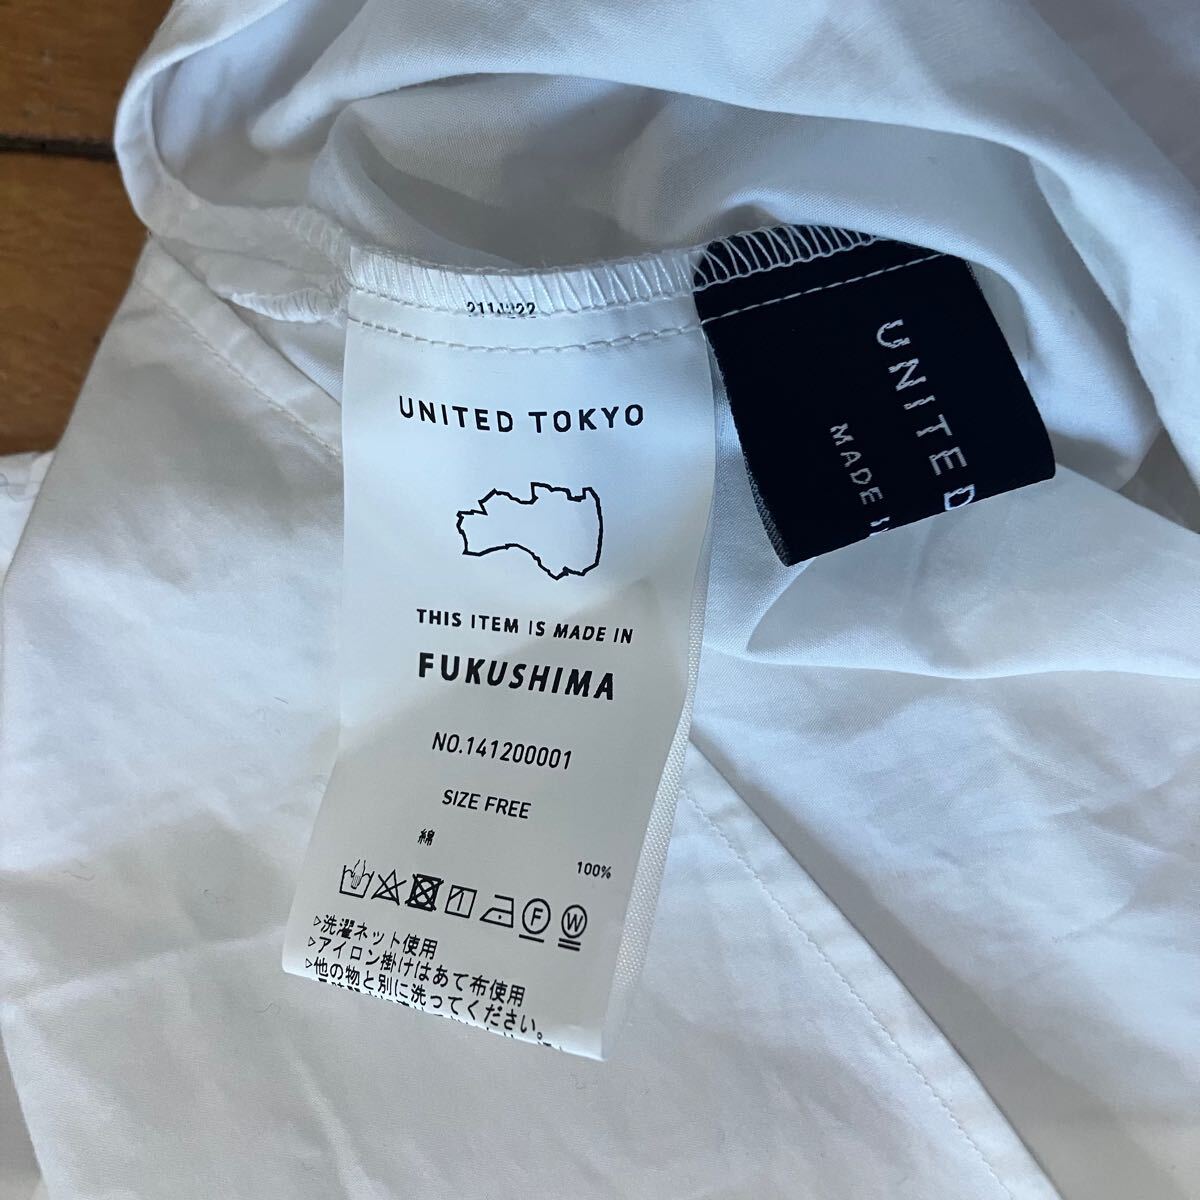 UNITED TOKYO
THIS ITEM IS MADE IN
FUKUSHIMA
NO.141200001
SIZE FREE
綿 100%
F W
▷洗濯ネット使用
▷アイロン掛けはあて布使用
▷他の物と別に洗ってください。
UNITED
MADE